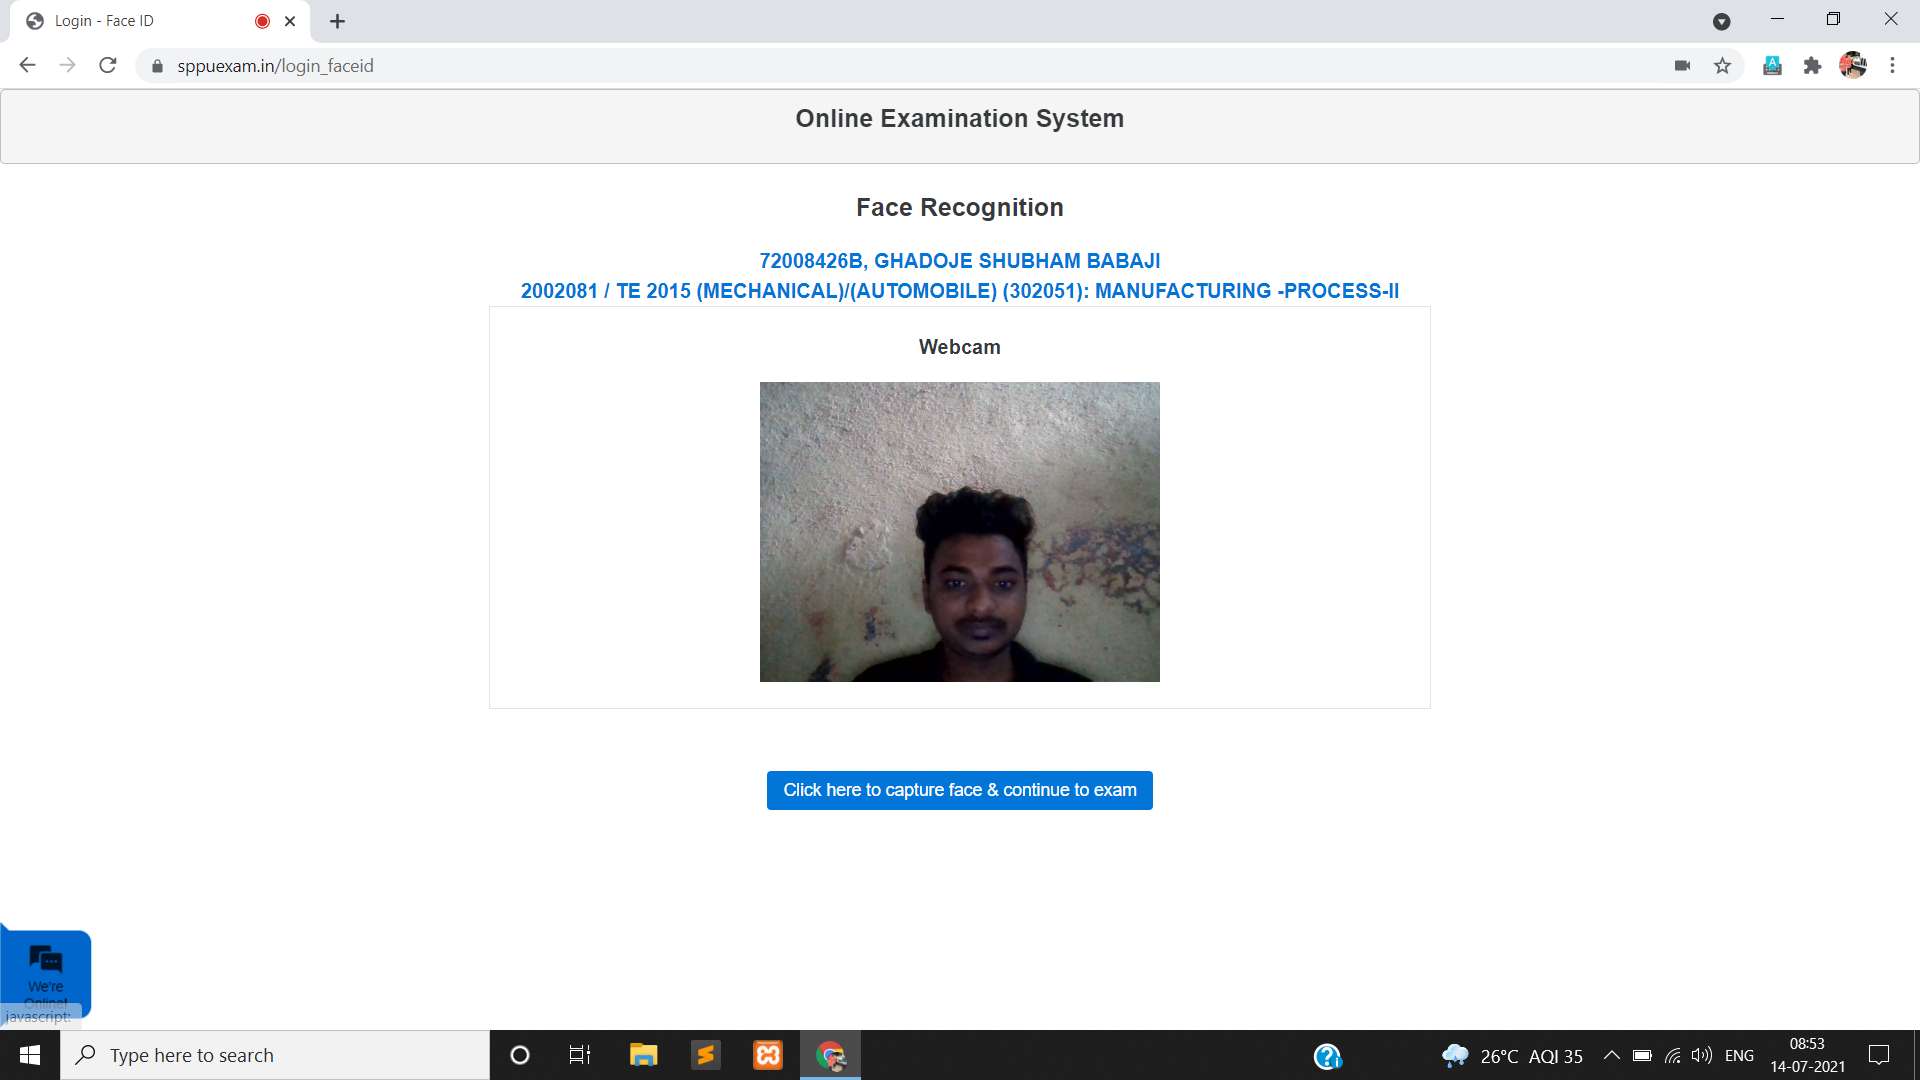 Login - Face ID
sppuexam.in/login_faceid
Online Examination System
Face Recognition
72008426B, GHADOJE SHUBHAM BABAJI
2002081 / TE 2015 (MECHANICAL)/(AUTOMOBILE) (302051): MANUFACTURING -PROCESS-II
Webcam
Click here to capture face & continue to exam
We're
Online!
javascript:
Type here to search
26°C AQI 35
ENG
08:53
14-07-2021